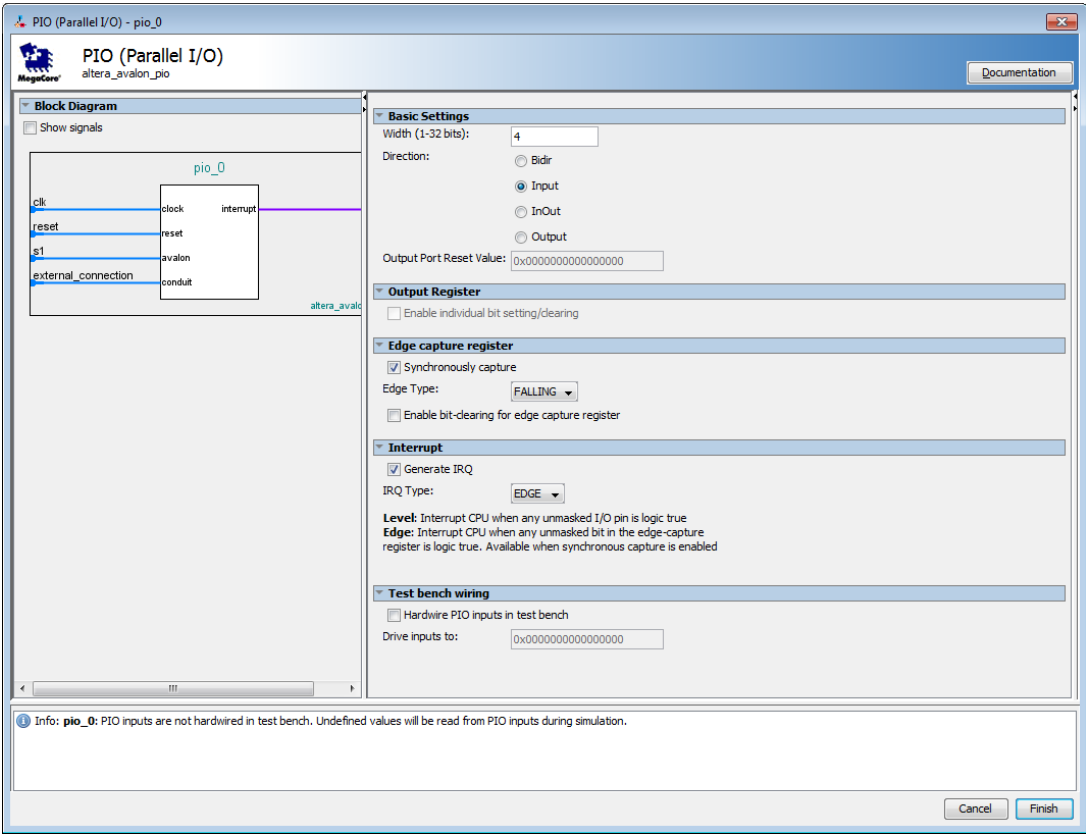 PIO (Parallel I/O) - pio_0
MegaCore'
PIO (Parallel I/O)
altera_avalon_pio
Documentation
Block Diagram
Show signals
pio_0
clk
clock
interrupt
reset
reset
s1
avalon
external_connection
conduit
altera_avalo
Basic Settings
Width (1-32 bits):
4
Direction:
Bidir
Input
InOut
Output
Output Port Reset Value:
0x0000000000000000
Output Register
Enable individual bit setting/clearing
Edge capture register
Synchronously capture
Edge Type:
FALLING
Enable bit-clearing for edge capture register
Interrupt
Generate IRQ
IRQ Type:
EDGE
Level: Interrupt CPU when any unmasked I/O pin is logic true
Edge: Interrupt CPU when any unmasked bit in the edge-capture
register is logic true. Available when synchronous capture is enabled
Test bench wiring
Hardwire PIO inputs in test bench
Drive inputs to:
0x0000000000000000
Info: pio_0: PIO inputs are not hardwired in test bench. Undefined values will be read from PIO inputs during simulation.
Cancel
Finish